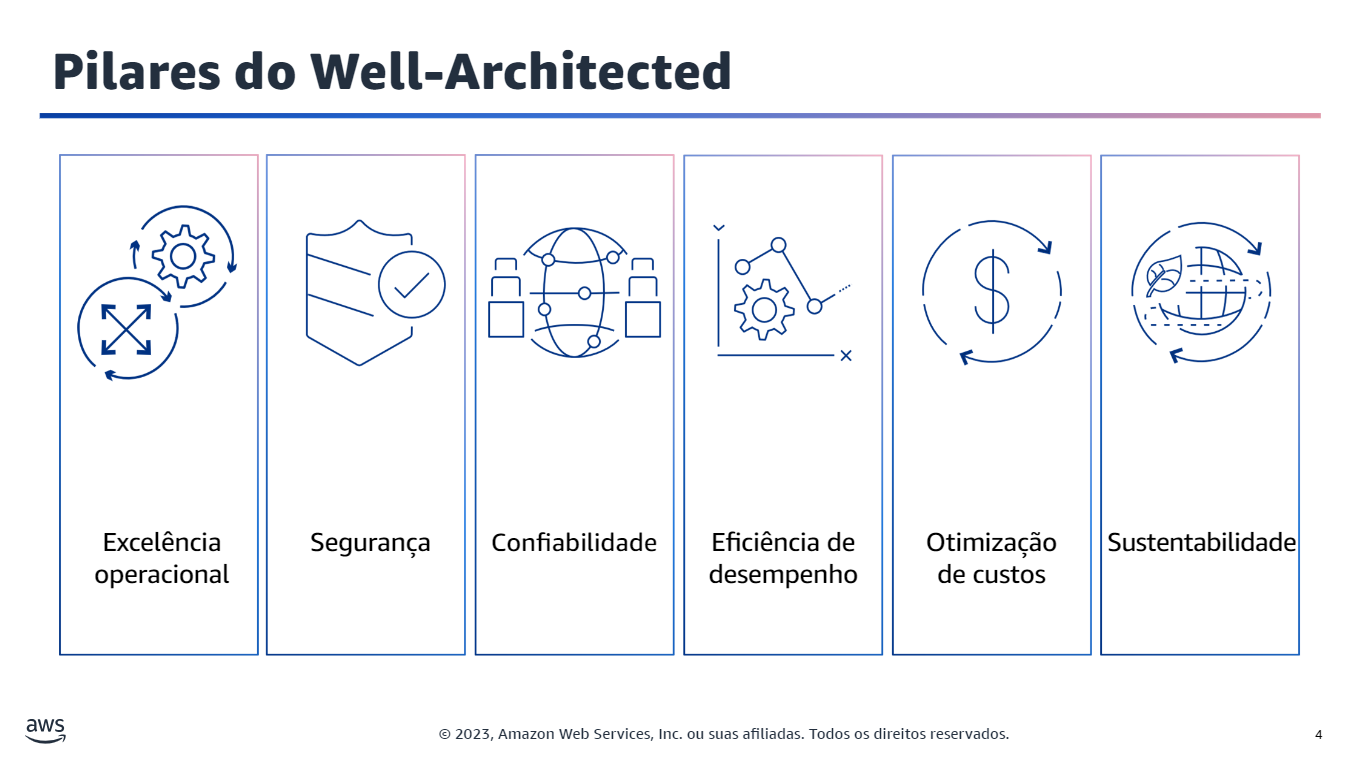 Pilares do Well-Architected
Excelência
operacional
Segurança
Confiabilidade
Eficiência de
desempenho
Otimização
de custos
Sustentabilidade
aws
© 2023, Amazon Web Services, Inc. ou suas afiliadas. Todos os direitos reservados.
4